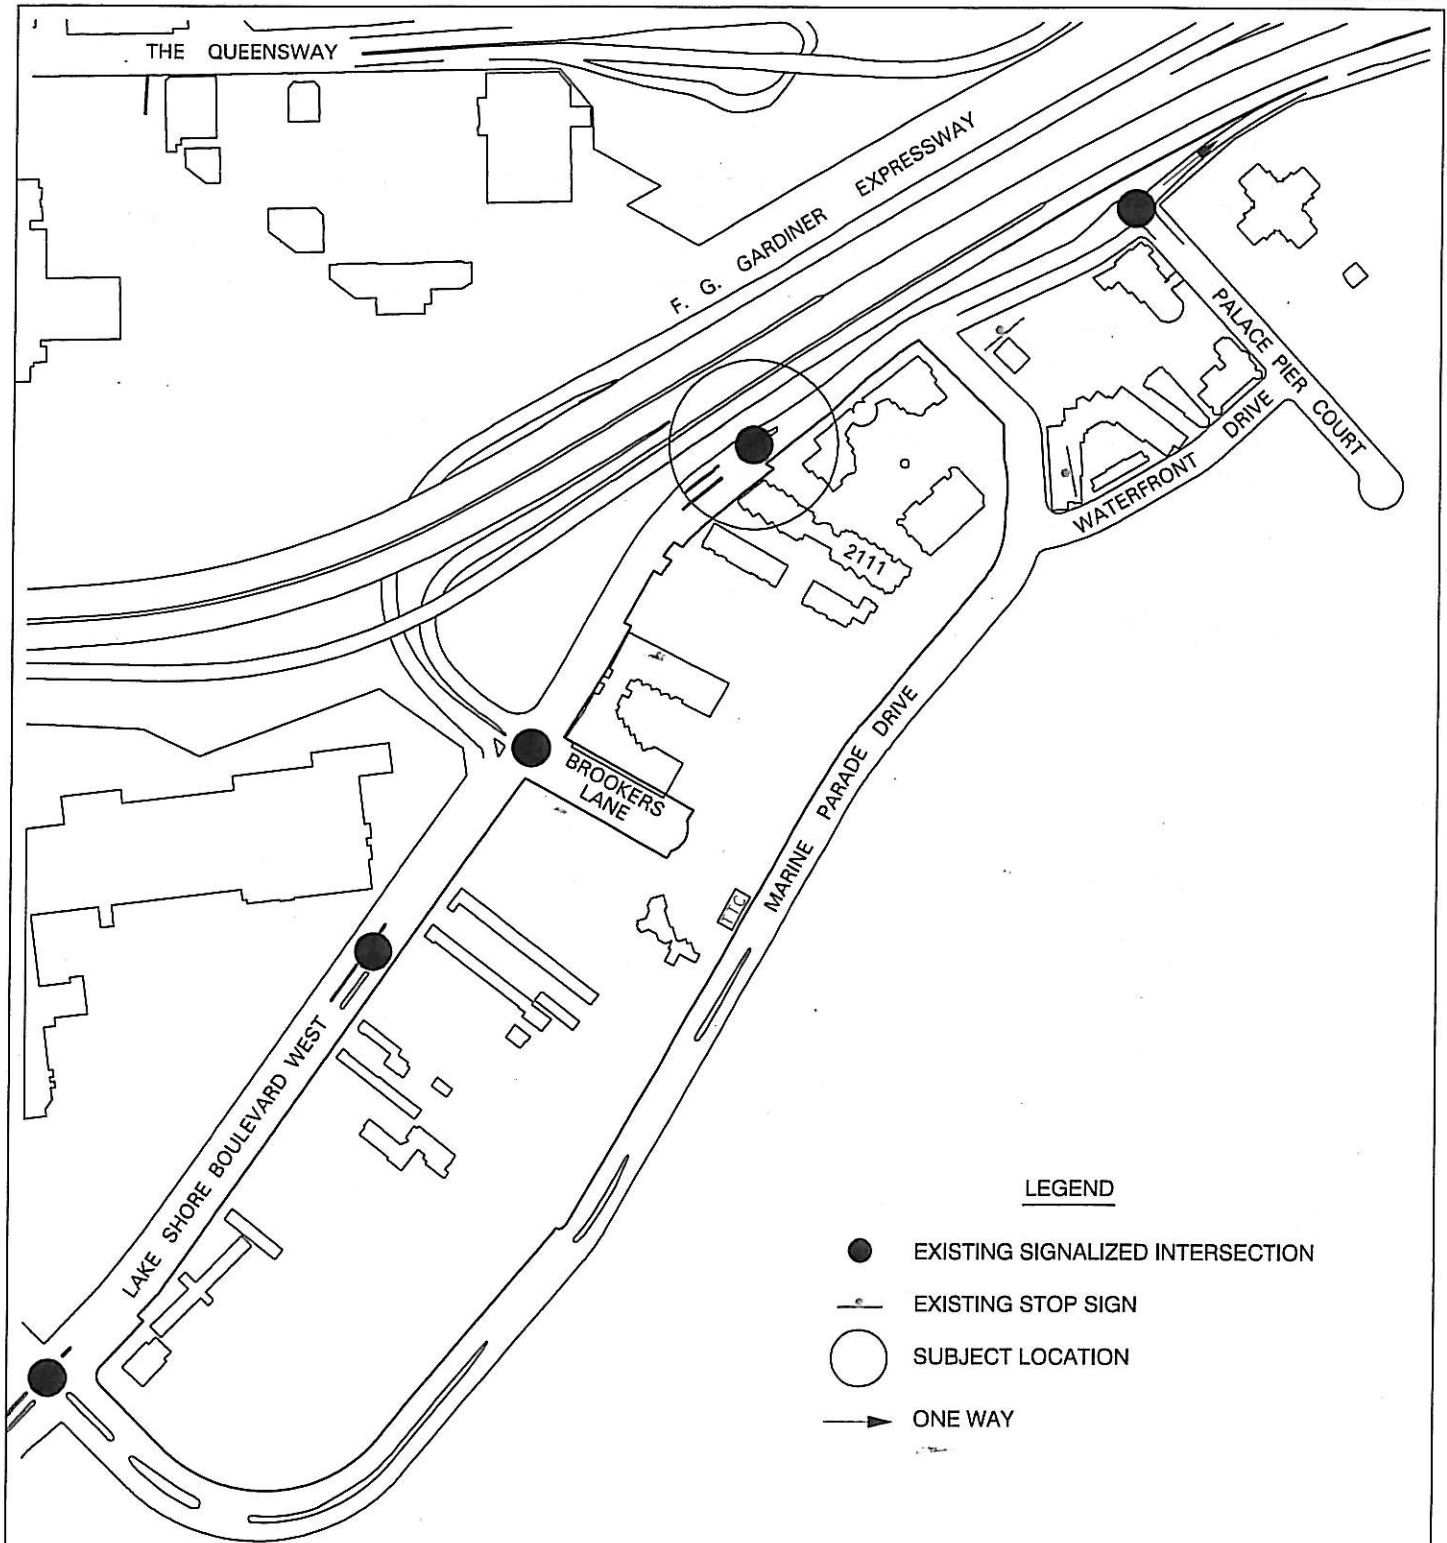 THE QUEENSWAY
F. G. GARDINER EXPRESSWAY
PALACE PIER COURT
WATERFRONT DRIVE
2111
MARINE PARADE DRIVE
BROOKERS
LANE
TTC
LAKE SHORE BOULEVARD WEST
LEGEND
EXISTING SIGNALIZED INTERSECTION
EXISTING STOP SIGN
SUBJECT LOCATION
ONE WAY